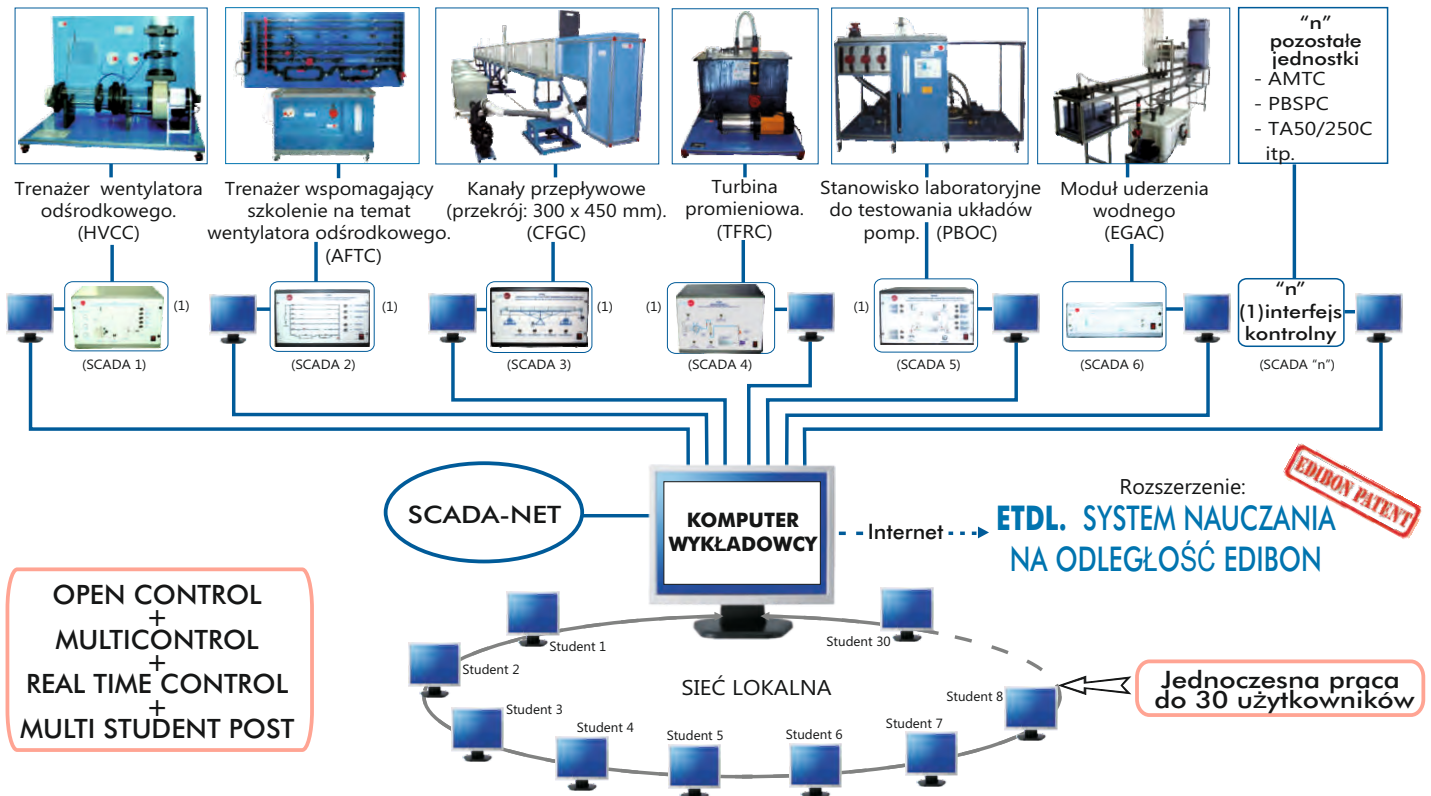 “n”
pozostałe
jednostki
- AMTC
- PBSPC
- TA50/250C
itp.
Trenażer wentylatora
odśrodkowego.
(HVCC)
Trenażer wspomagający
szkolenie na temat
wentylatora odśrodkowego.
(AFTC)
Kanały przepływowe
(przekrój: 300 x 450 mm).
(CFGC)
Turbina
promieniowa.
(TFRC)
Stanowisko laboratoryjne
do testowania układów
pomp. (PBOC)
Moduł uderzenia
wodnego
(EGAC)
(1)
(1)
(1)
(1)
(1)
“n”
(1)interfejs
kontrolny
(SCADA 1)
(SCADA 2)
(SCADA 3)
(SCADA 4)
(SCADA 5)
(SCADA 6)
(SCADA “n”)
SCADA-NET
KOMPUTER
WYKŁADOWCY
Internet
Rozszerzenie:
ETDL. SYSTEM NAUCZANIA
NA ODLEGŁOŚĆ EDIBON
EDIBON PATENT
OPEN CONTROL
+
MULTICONTROL
+
REAL TIME CONTROL
+
MULTI STUDENT POST
Student 1
Student 2
Student 3
Student 4
Student 5
Student 6
Student 7
Student 8
Student 30
SIEĆ LOKALNA
Jednoczesna praca
do 30 użytkowników